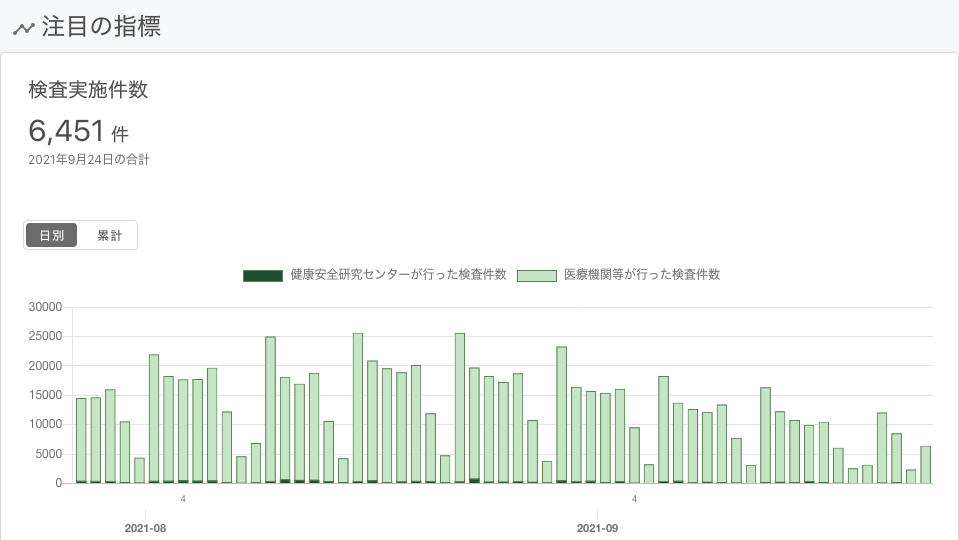 注目の指標
検査実施件数
6,451 件
2021年9月24日の合計
日別 累計
健康安全研究センターが行った検査件数 医療機関等が行った検査件数
30000
25000
20000
15000
10000
5000
0
4 4
2021-08 2021-09